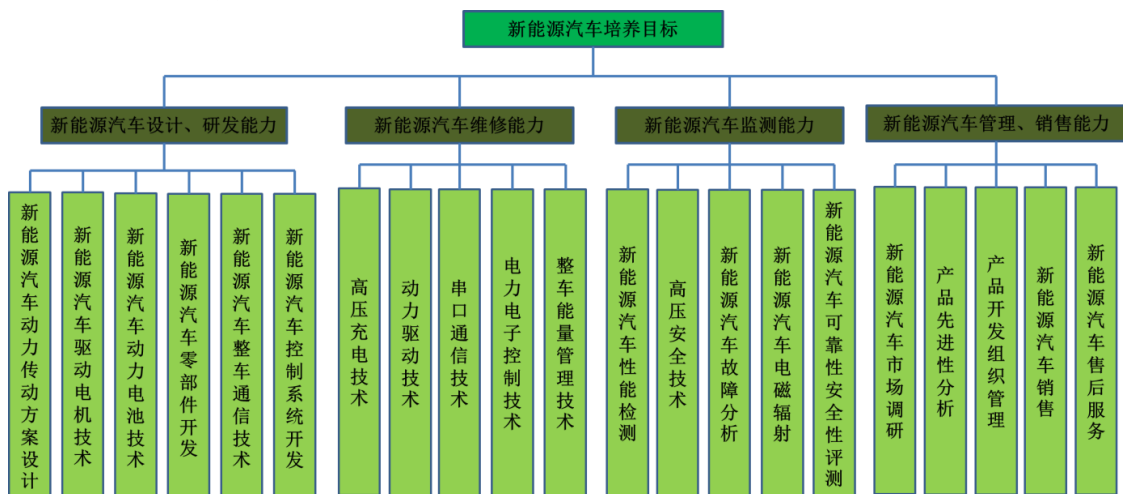 新能源汽车培养目标
新能源汽车设计、研发能力
新能源汽车维修能力
新能源汽车监测能力
新能源汽车管理、销售能力
新能源汽车动力传动方案设计
新能源汽车驱动电机技术
新能源汽车动力电池技术
新能源汽车零部件开发
新能源汽车整车通信技术
新能源汽车控制系统开发
高压充电技术
动力驱动技术
串口通信技术
电力电子控制技术
整车能量管理技术
新能源汽车性能检测
高压安全技术
新能源汽车故障分析
新能源汽车电磁辐射
新能源汽车可靠性安全性评测
新能源汽车市场调研
产品先进性分析
产品开发组织管理
新能源汽车销售
新能源汽车售后服务